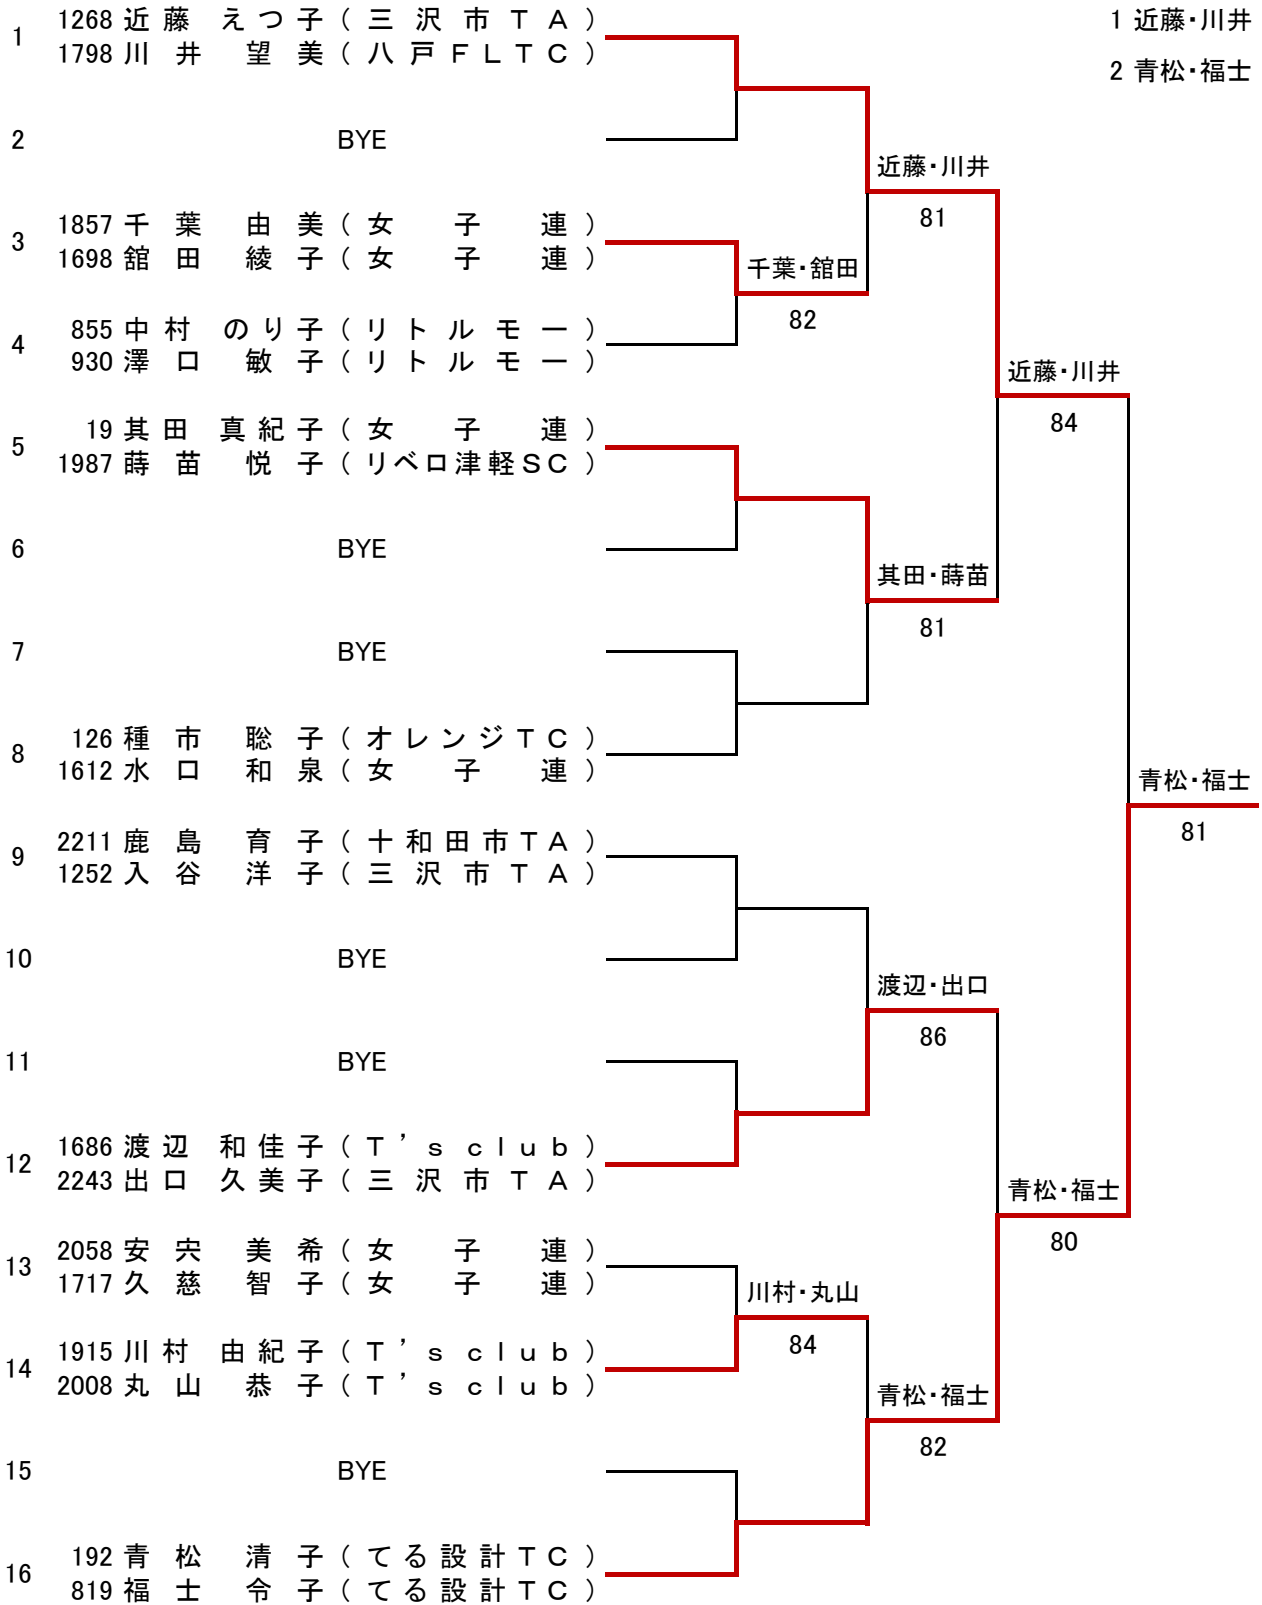 1 近藤・川井
2 青松・福士
1 1268 近藤 えつ子 ( 三沢市TA )
1798 川井 望美 ( 八戸FLTC )
2 BYE
近藤・川井
81
3 1857 千葉 由美 ( 女子連 )
1698 舘田 綾子 ( 女子連 )
千葉・舘田
82
4 855 中村 のり子 ( リトルモー )
930 澤口 敏子 ( リトルモー )
近藤・川井
84
5 19 其田 真紀子 ( 女子連 )
1987 蒔苗 悦子 ( リベロ津軽SC )
6 BYE
其田・蒔苗
81
7 BYE
8 126 種市 聡子 ( オレンジTC )
1612 水口 和泉 ( 女子連 )
青松・福士
81
9 2211 鹿島 育子 ( 十和田市TA )
1252 入谷 洋子 ( 三沢市TA )
10 BYE
渡辺・出口
86
11 BYE
12 1686 渡辺 和佳子 ( T’s club )
2243 出口 久美子 ( 三沢市TA )
青松・福士
80
13 2058 安宍 美希 ( 女子連 )
1717 久慈 智子 ( 女子連 )
川村・丸山
84
14 1915 川村 由紀子 ( T’s club )
2008 丸山 恭子 ( T’s club )
青松・福士
82
15 BYE
16 192 青松 清子 ( てる設計TC )
819 福士 令子 ( てる設計TC )